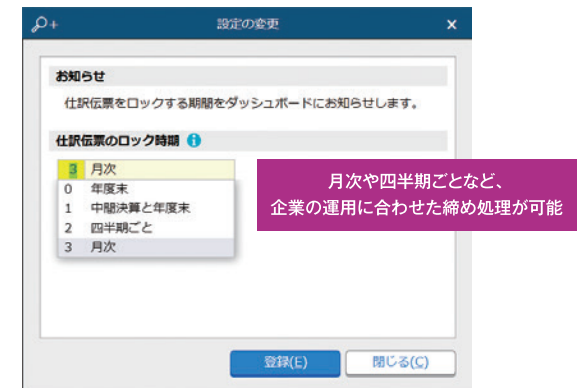 設定の変更
×
お知らせ
仕訳伝票をロックする期間をダッシュボードにお知らせします。
仕訳伝票のロック時期
3 月次
0 年度末
1 中間決算と年度末
2 四半期ごと
3 月次
月次や四半期ごとなど、
企業の運用に合わせた締め処理が可能
登録(E)
閉じる(C)